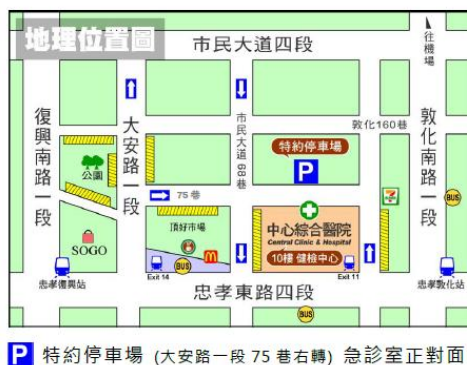 地理位置圖
市民大道四段
往機場
復興南路一段
大安路一段
市民大道68巷
敦化160巷
敦化南路一段
特約停車場
P
公園
75巷
7 ELEVEN
BUS
頂好市場
中心綜合醫院
Central Clinic & Hospital
10樓 健檢中心
SOGO
M
BUS
忠孝復興站
Exit 14
Exit 11
忠孝敦化站
忠孝東路四段
BUS
P 特約停車場 (大安路一段 75 巷右轉) 急診室正對面